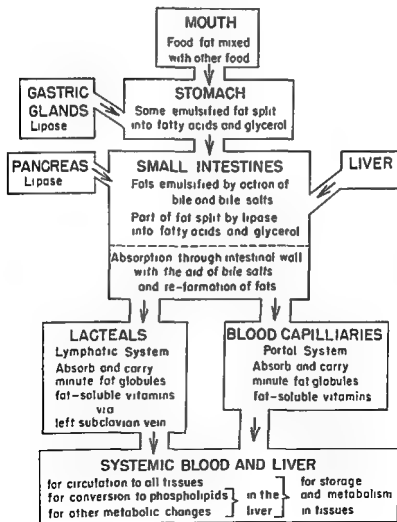 MOUTH
Food fat mixed
with other food
GASTRIC
GLANDS
Lipase
STOMACH
Some emulsified fat split
into fatty acids and glycerol
PANCREAS
Lipase
SMALL INTESTINES
Fats emulsified by action of
bile and bile salts
Part of fat split by lipase
into fatty acids and glycerol
LIVER
Absorption through intestinal wall
with the aid of bile salts
and re-formation of fats
LACTEALS
Lymphatic System
Absorb and carry
minute fat globules
fat-soluble vitamins
via
left subclavian vein
BLOOD CAPILLIARIES
Portal System
Absorb and carry
minute fat globules
fat-soluble vitamins
SYSTEMIC BLOOD AND LIVER
for circulation to all tissues
for conversion to phospholipids
for other metabolic changes
in the
liver
for storage
and metabolism
in tissues